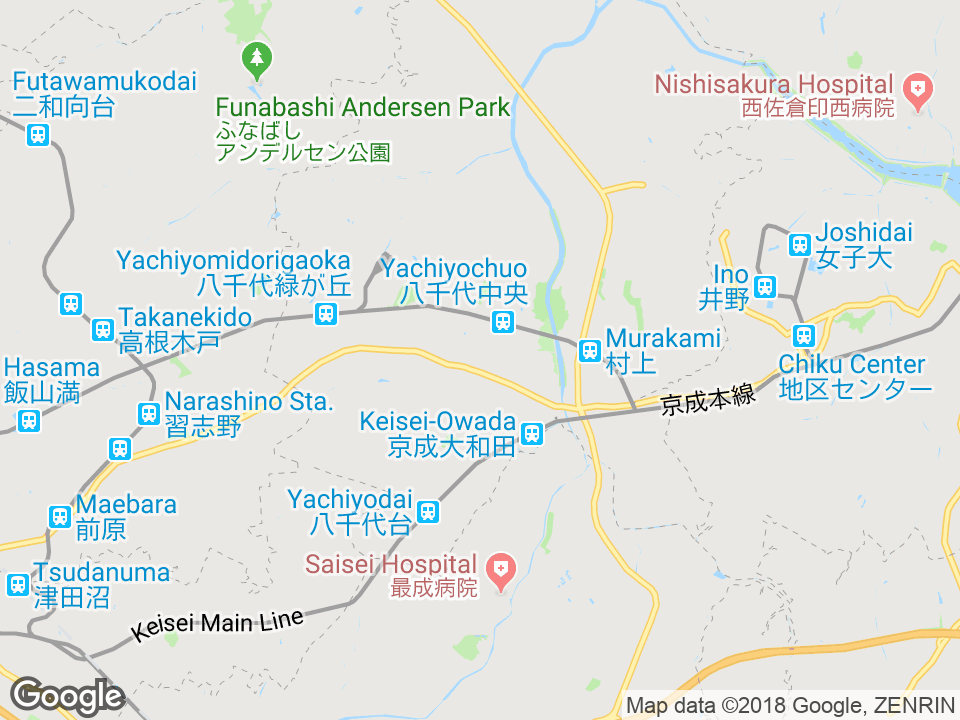 Futawamukodai
二和向台
Funabashi Andersen Park
ふなばし
アンデルセン公園
Nishisakura Hospital
西佐倉印西病院
Joshidai
女子大
Yachiyomidorigaoka
八千代緑が丘
Yachiyochuo
八千代中央
Ino
井野
Takanekido
高根木戸
Murakami
村上
Chiku Center
地区センター
Hasama
飯山満
Narashino Sta.
習志野
京成本線
Keisei-Owada
京成大和田
Yachiyodai
八千代台
Maebara
前原
Saisei Hospital
最成病院
Tsudanuma
津田沼
Keisei Main Line
Google
Map data ©2018 Google, ZENRIN